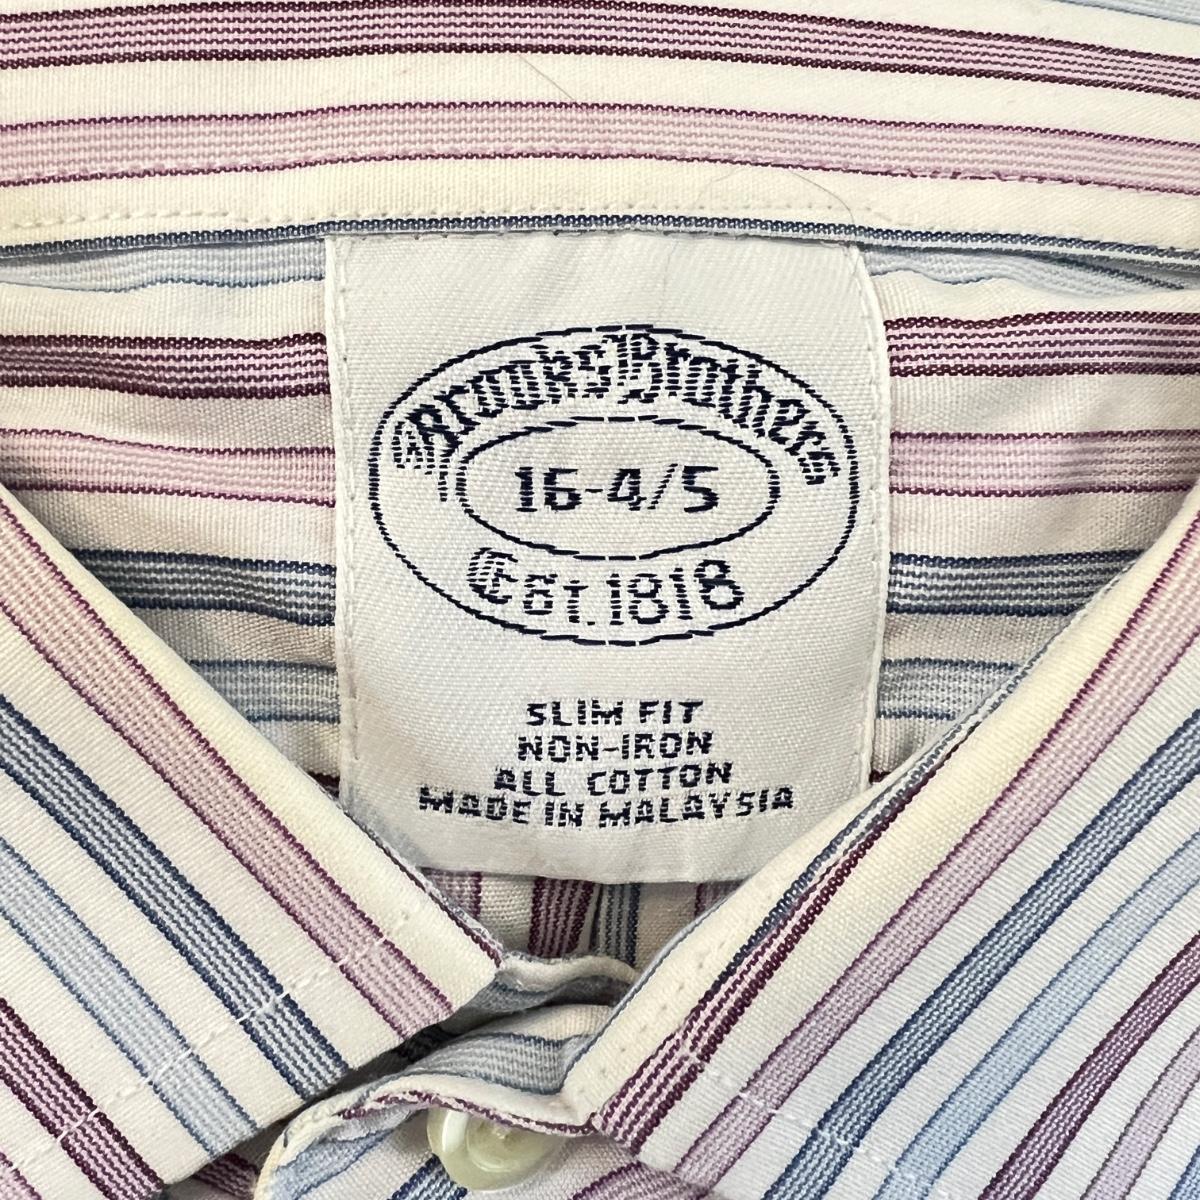 Brooks Brothers
16-4/5
Est. 1818
SLIM FIT
NON-IRON
ALL COTTON
MADE IN MALAYSIA